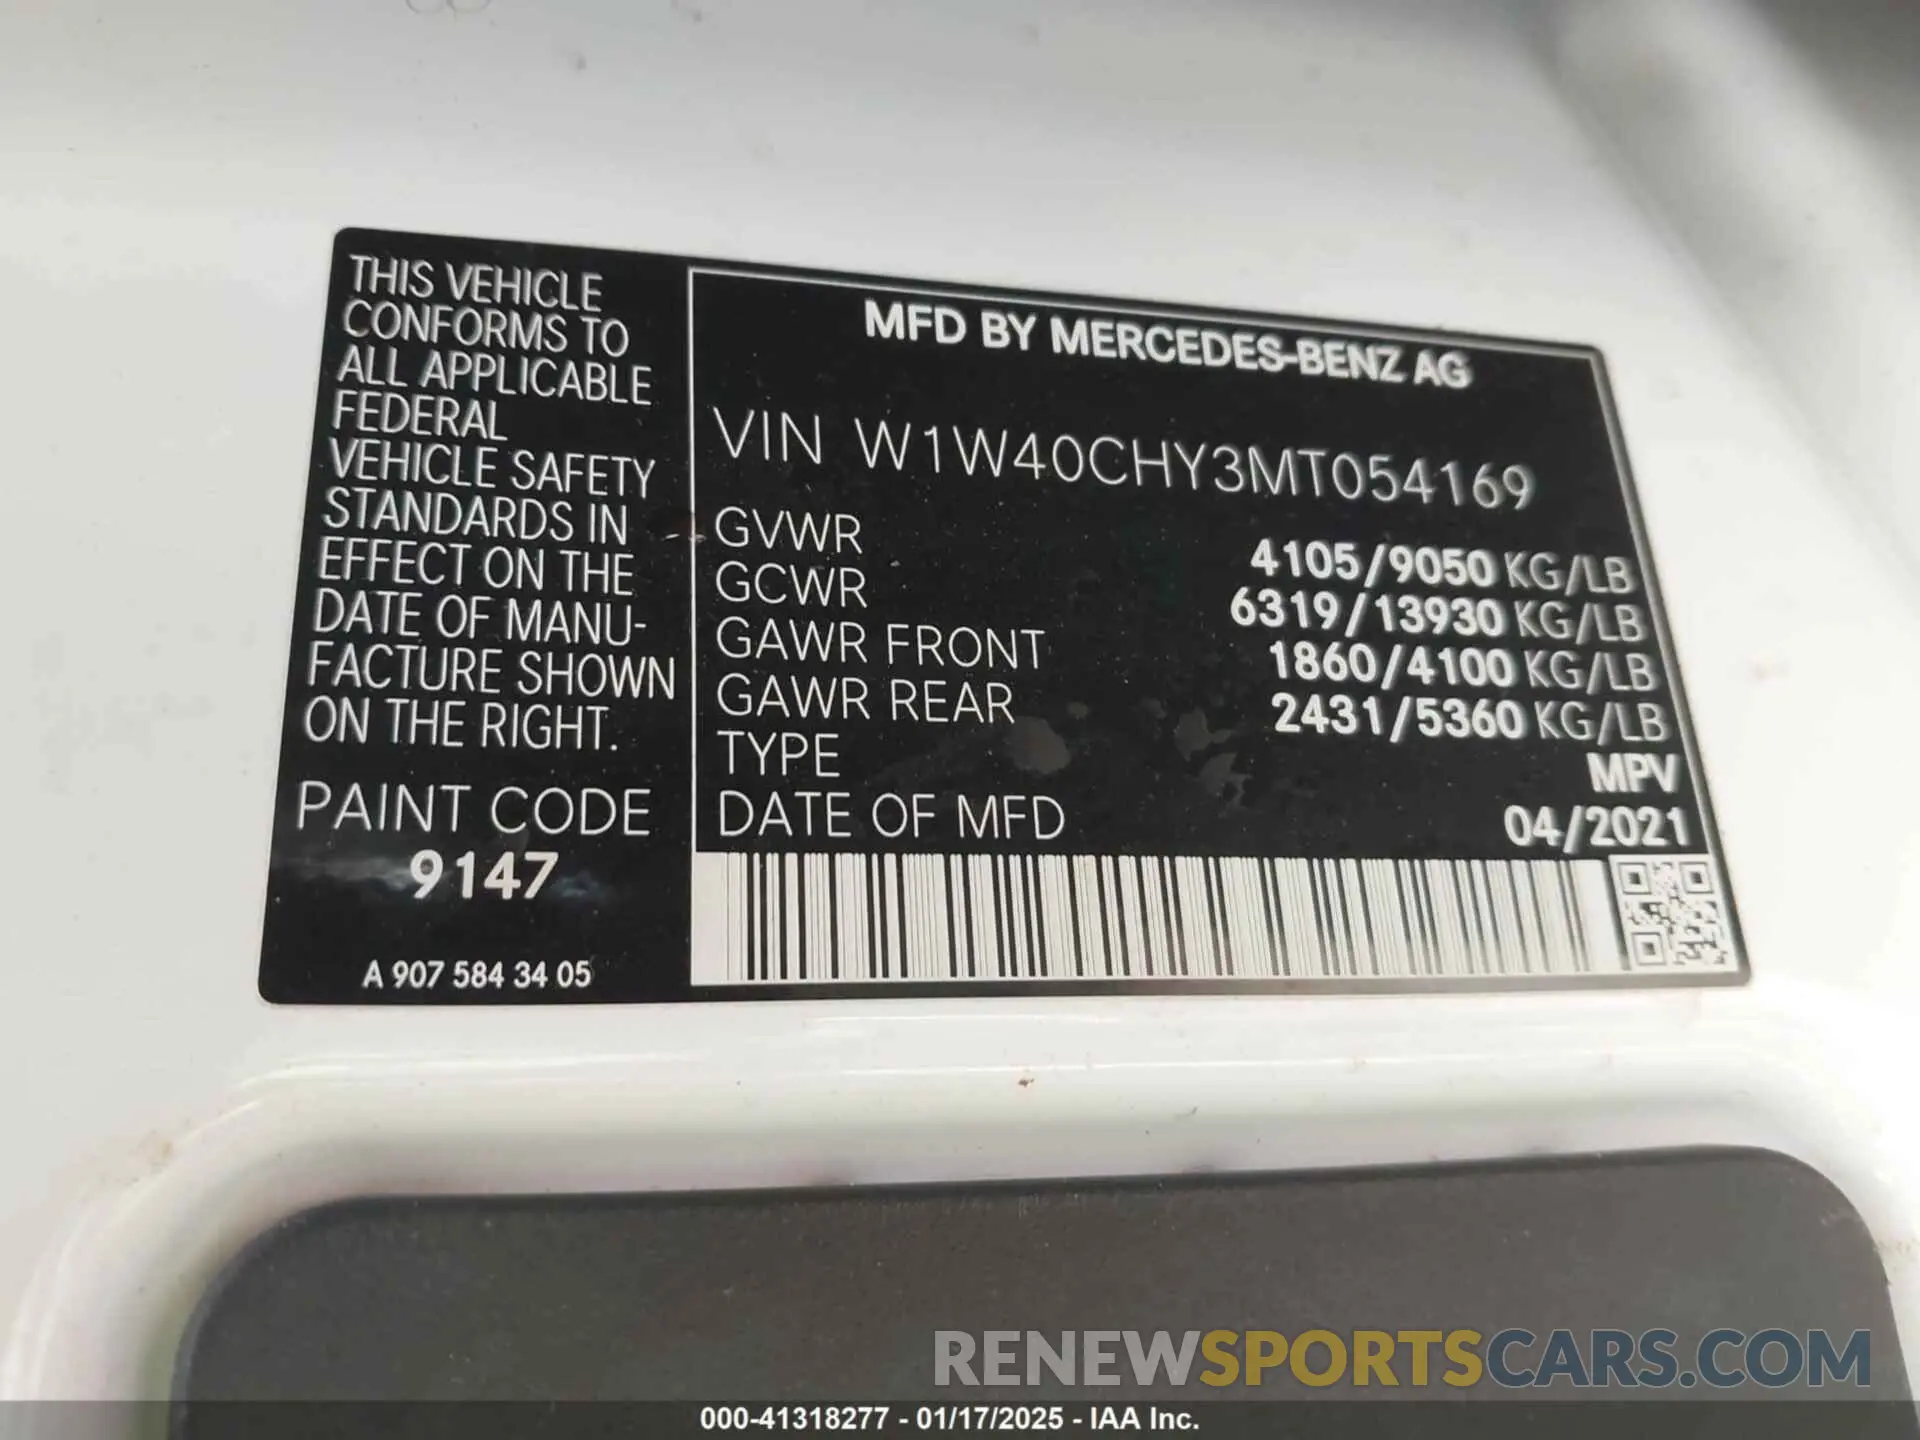 THIS VEHICLE
CONFORMS TO
ALL APPLICABLE
FEDERAL
VEHICLE SAFETY
STANDARDS IN
EFFECT ON THE
DATE OF MANU-
FACTURE SHOWN
ON THE RIGHT.
PAINT CODE
9147
A 907 584 34 05
MFD BY MERCEDES-BENZ AG
VIN W1W40CHY3MT054169
GVWR 4105/9050 KG/LB
GCWR 6319/13930 KG/LB
GAWR FRONT 1860/4100 KG/LB
GAWR REAR 2431/5360 KG/LB
TYPE MPV
DATE OF MFD 04/2021
RENEWSPORTSCARS.COM
000-41318277 - 01/17/2025 - IAA Inc.